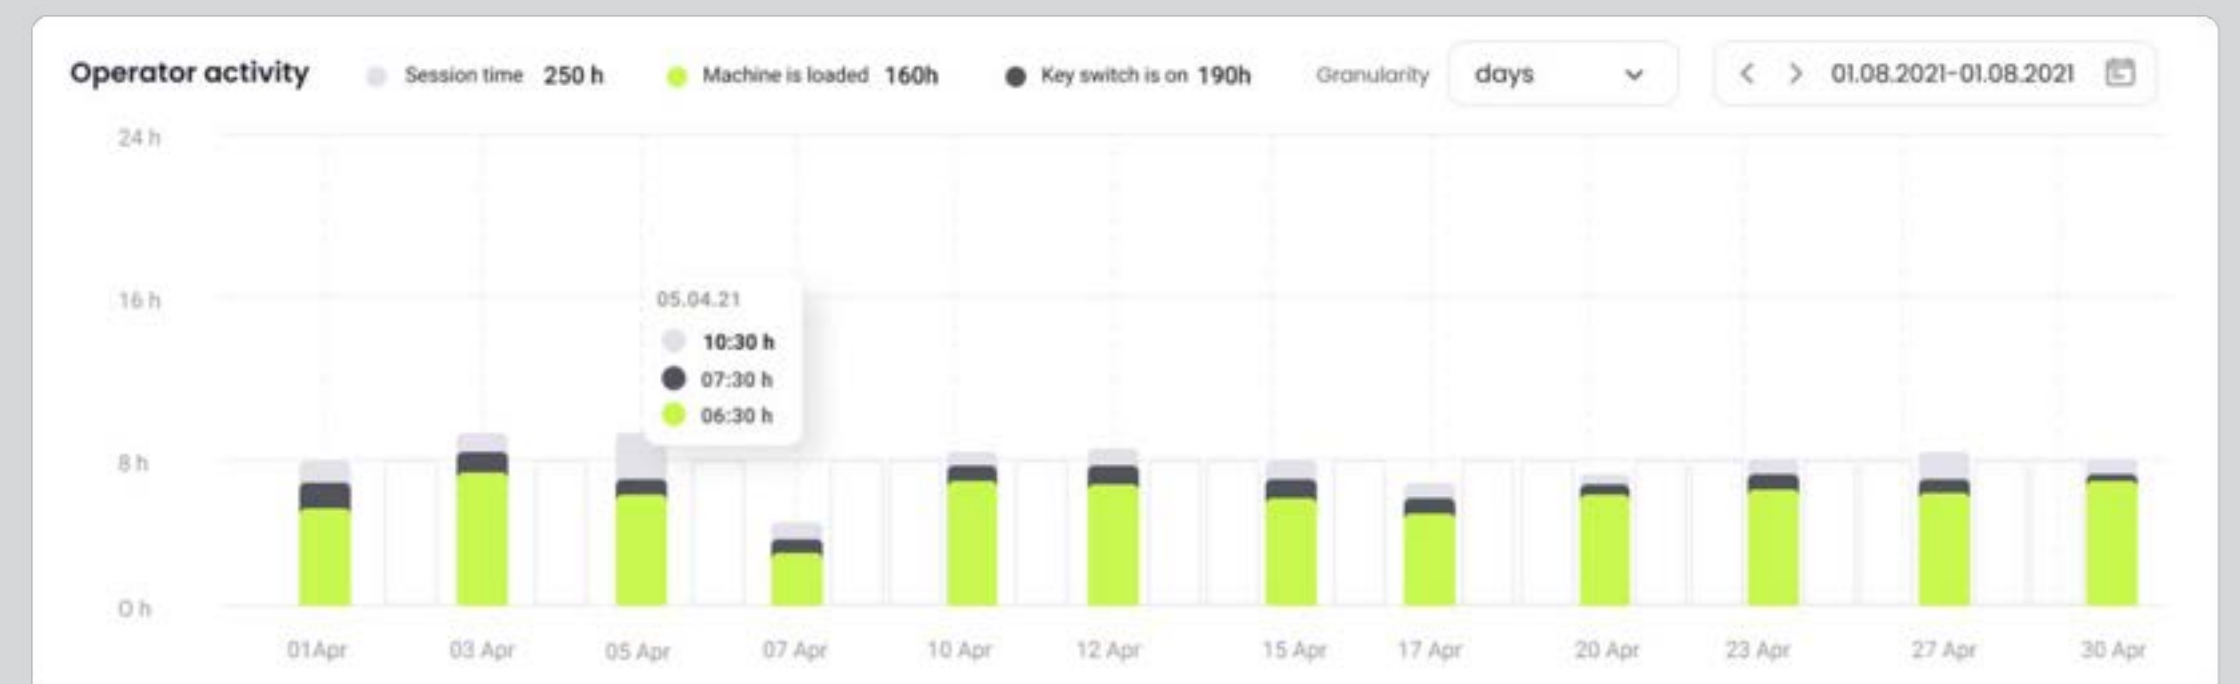 Operator activity
Session time 250 h
Machine is loaded 160h
Key switch is on 190h
Granularity
days
01.08.2021-01.08.2021
24 h
16 h
8 h
0 h
05.04.21
10:30 h
07:30 h
06:30 h
01Apr
03 Apr
05 Apr
07 Apr
10 Apr
12 Apr
15 Apr
17 Apr
20 Apr
23 Apr
27 Apr
30 Apr